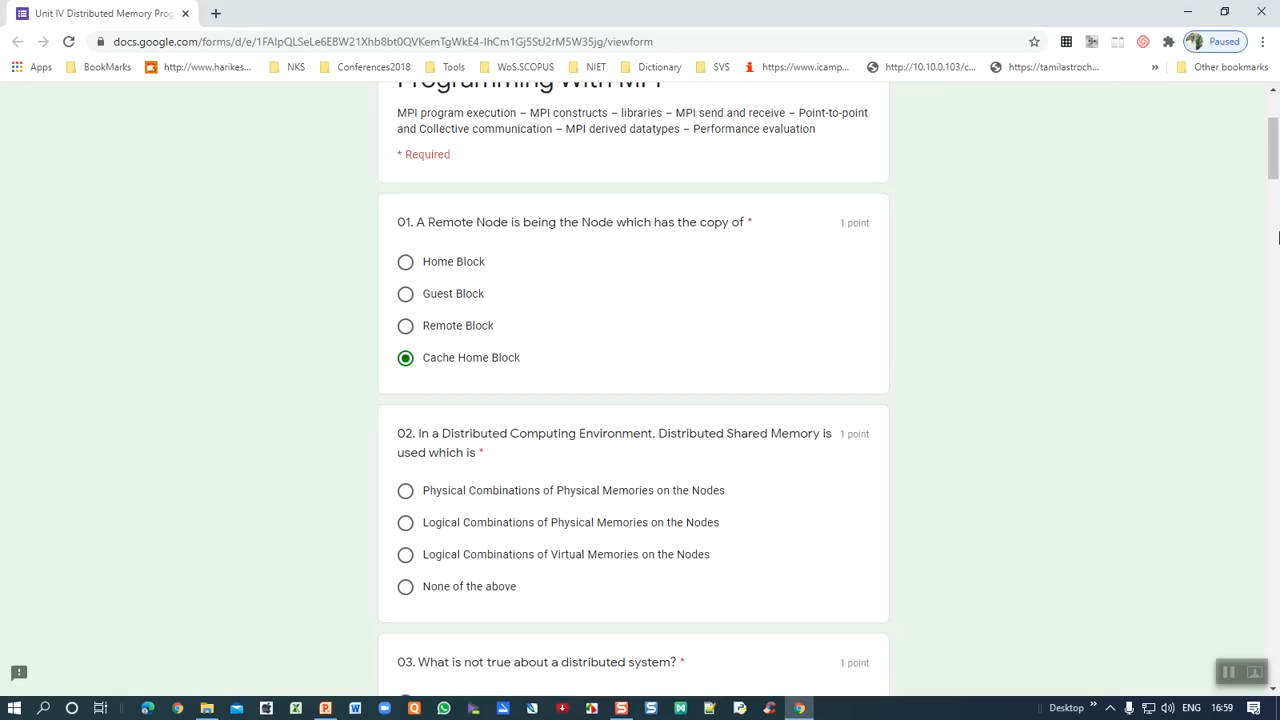 Unit IV Distributed Memory Prog
docs.google.com/forms/d/e/1FAIpQLSeLe6EBW21Xhb8bt0QVKemTgWkE4-IhCm1Gj5StJ2rM5W35jg/viewform
Paused
Apps
BookMarks
http://www.harikes...
NKS
Conferences2018
Tools
WoS.SCOPUS
NIET
Dictionary
SVS
https://www.icamp...
http://10.10.0.103/c...
https://tamilastroch...
»
Other bookmarks
Programming With MPI
MPI program execution – MPI constructs – libraries – MPI send and receive – Point-to-point
and Collective communication – MPI derived datatypes – Performance evaluation
* Required
01. A Remote Node is being the Node which has the copy of *
1 point
Home Block
Guest Block
Remote Block
Cache Home Block
02. In a Distributed Computing Environment, Distributed Shared Memory is
used which is *
1 point
Physical Combinations of Physical Memories on the Nodes
Logical Combinations of Physical Memories on the Nodes
Logical Combinations of Virtual Memories on the Nodes
None of the above
03. What is not true about a distributed system? *
1 point
Desktop
»
ENG
16:59